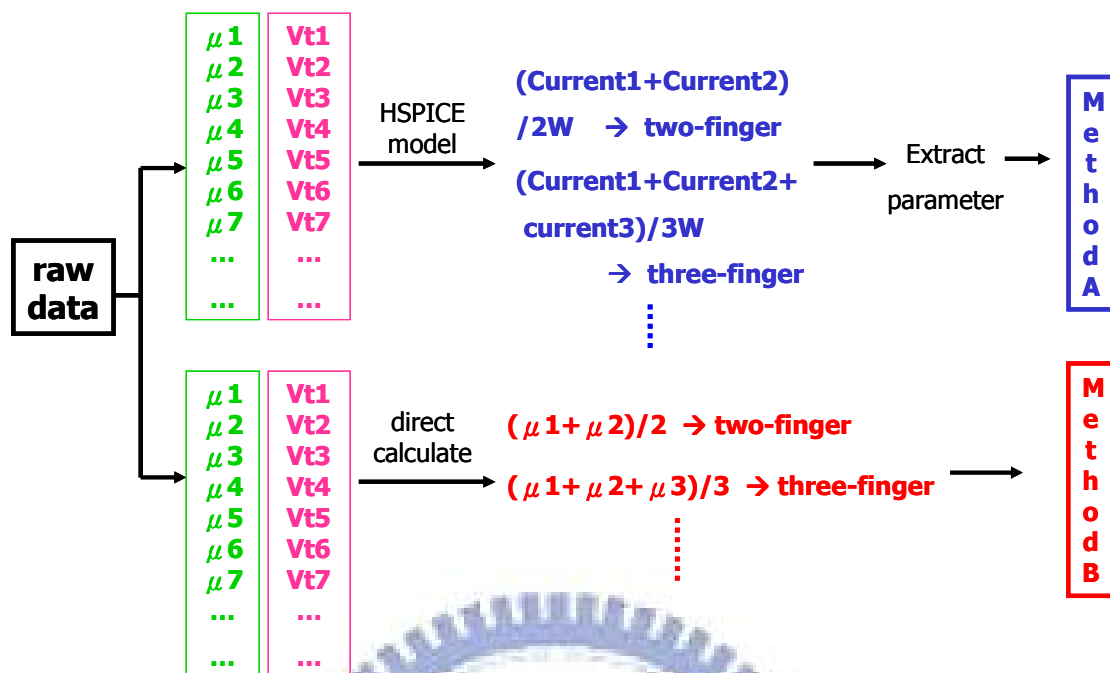 raw
data
μ1
μ2
μ3
μ4
μ5
μ6
μ7
...
...
Vt1
Vt2
Vt3
Vt4
Vt5
Vt6
Vt7
...
...
HSPICE
model
(Current1+Current2)
/2W → two-finger
(Current1+Current2+
current3)/3W
→ three-finger
Extract
parameter
Method A
μ1
μ2
μ3
μ4
μ5
μ6
μ7
...
...
Vt1
Vt2
Vt3
Vt4
Vt5
Vt6
Vt7
...
...
direct
calculate
(μ1+μ2)/2 → two-finger
(μ1+μ2+μ3)/3 → three-finger
Method B